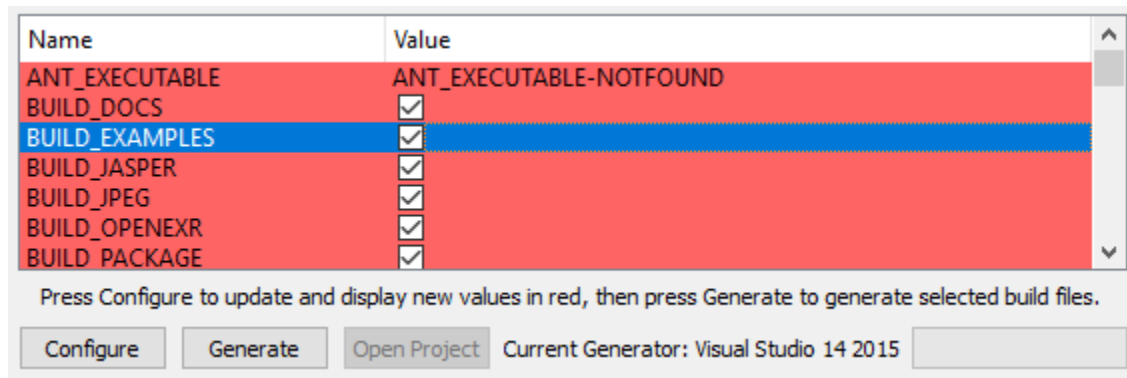 Name Value
ANT_EXECUTABLE ANT_EXECUTABLE-NOTFOUND
BUILD_DOCS
BUILD_EXAMPLES
BUILD_JASPER
BUILD_JPEG
BUILD_OPENEXR
BUILD_PACKAGE
Press Configure to update and display new values in red, then press Generate to generate selected build files.
Configure Generate Open Project Current Generator: Visual Studio 14 2015